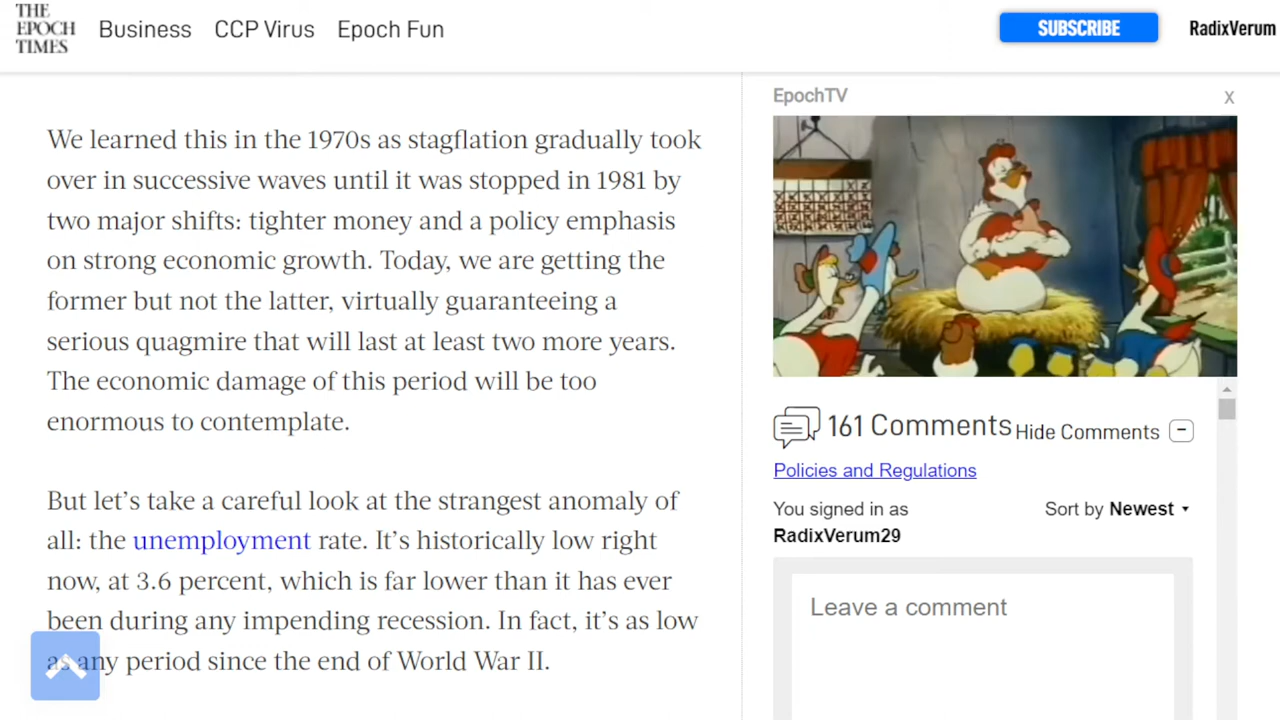 THE
EPOCH
TIMES
Business CCP Virus Epoch Fun
SUBSCRIBE
RadixVerum
We learned this in the 1970s as stagflation gradually took
over in successive waves until it was stopped in 1981 by
two major shifts: tighter money and a policy emphasis
on strong economic growth. Today, we are getting the
former but not the latter, virtually guaranteeing a
serious quagmire that will last at least two more years.
The economic damage of this period will be too
enormous to contemplate.
But let’s take a careful look at the strangest anomaly of
all: the unemployment rate. It’s historically low right
now, at 3.6 percent, which is far lower than it has ever
been during any impending recession. In fact, it’s as low
as any period since the end of World War II.
EpochTV X
161 Comments Hide Comments −
Policies and Regulations
You signed in as
RadixVerum29
Sort by Newest
Leave a comment